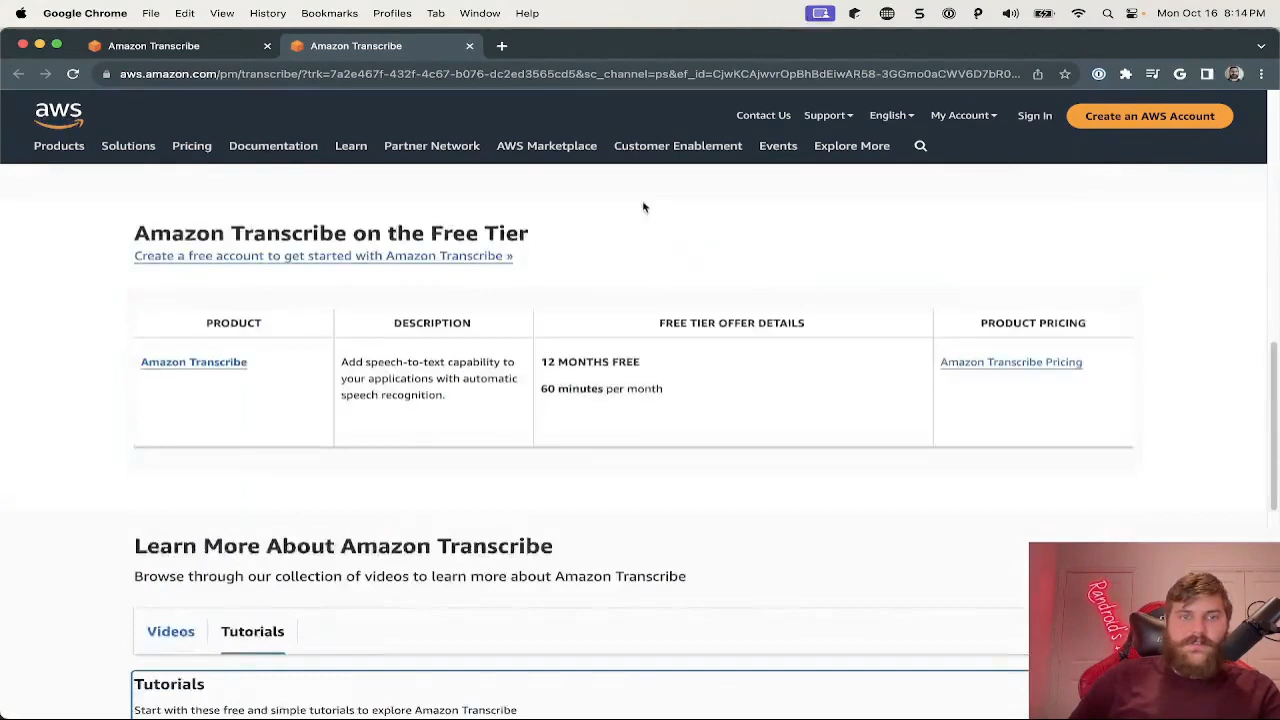 Google Chrome File Edit View History Bookmarks Profiles Tab Window Help Mon Oct 16 8:14 PM
Amazon Transcribe Amazon Transcribe
aws.amazon.com/pm/transcribe/?trk=7a2e467f-432f-4c67-b076-dc2ed3565cd5&sc_channel=ps&ef_id=CjwKCAjwvrOpBhBdEiwAR58-3GGmo0aCWV6D7bR0...
aws
Contact Us Support English My Account Sign In Create an AWS Account
Products Solutions Pricing Documentation Learn Partner Network AWS Marketplace Customer Enablement Events Explore More
Amazon Transcribe on the Free Tier
Create a free account to get started with Amazon Transcribe »
PRODUCT DESCRIPTION FREE TIER OFFER DETAILS PRODUCT PRICING
Amazon Transcribe Add speech-to-text capability to 12 MONTHS FREE Amazon Transcribe Pricing
your applications with automatic 60 minutes per month
speech recognition.
Learn More About Amazon Transcribe
Browse through our collection of videos to learn more about Amazon Transcribe
Videos Tutorials
Tutorials
Start with these free and simple tutorials to explore Amazon Transcribe
Randroid's